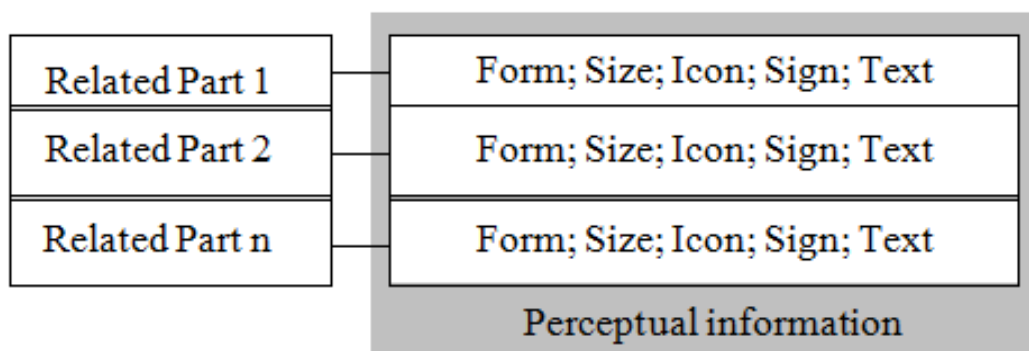 Related Part 1
Form; Size; Icon; Sign; Text
Related Part 2
Form; Size; Icon; Sign; Text
Related Part n
Form; Size; Icon; Sign; Text
Perceptual information